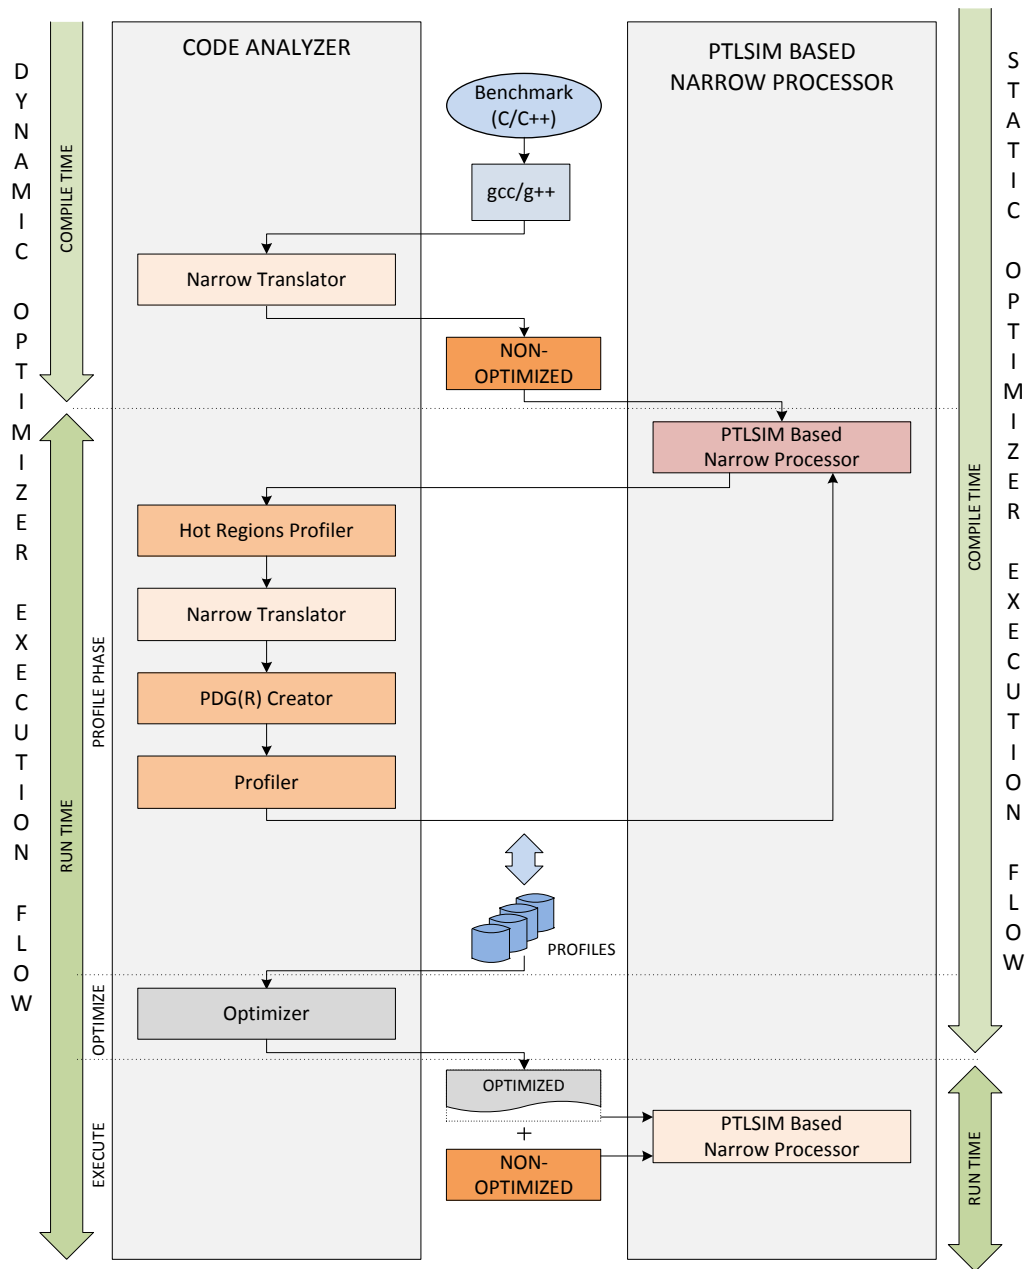 CODE ANALYZER
PTLSIM BASED
NARROW PROCESSOR
DYNAMIC OPTIMIZER EXECUTION FLOW
STATIC OPTIMIZER EXECUTION FLOW
COMPILE TIME
Benchmark
(C/C++)
gcc/g++
Narrow Translator
NON-
OPTIMIZED
PTLSIM Based
Narrow Processor
COMPILE TIME
Hot Regions Profiler
Narrow Translator
PDG(R) Creator
Profiler
PROFILE PHASE
RUN TIME
PROFILES
OPTIMIZE
Optimizer
OPTIMIZED
+
NON-
OPTIMIZED
PTLSIM Based
Narrow Processor
EXECUTE
RUN TIME